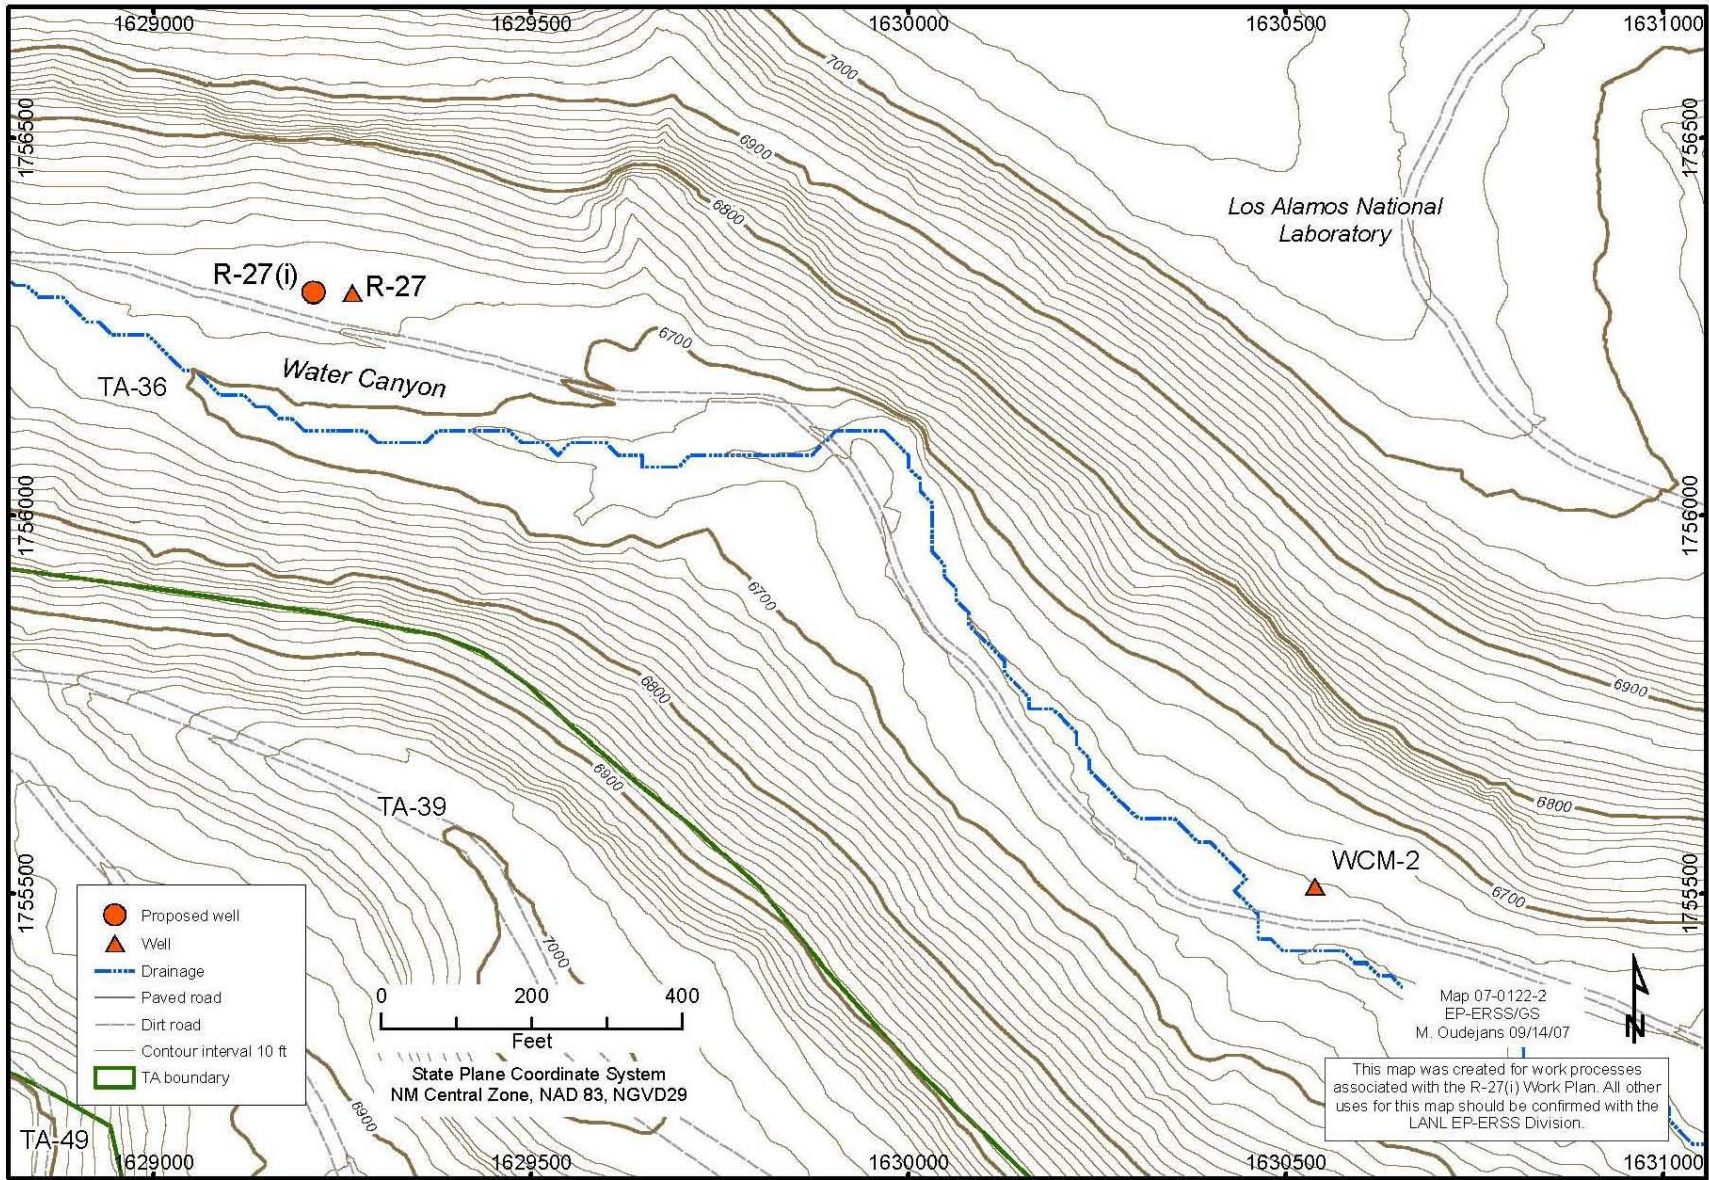 1629000
1629500
1630000
1630500
1631000
7000
1756500
1756500
6900
6800
Los Alamos National
Laboratory
R-27(i)
R-27
6700
Water Canyon
TA-36
1756000
1756000
6700
6800
6900
6900
TA-39
6800
WCM-2
6700
1755500
1755500
7000
Proposed well
Well
Drainage
Paved road
Dirt road
Contour interval 10 ft
TA boundary
0 200 400
Feet
State Plane Coordinate System
NM Central Zone, NAD 83, NGVD29
Map 07-0122-2
EP-ERSS/GS
M. Oudejans 09/14/07
N
This map was created for work processes
associated with the R-27(i) Work Plan. All other
uses for this map should be confirmed with the
LANL EP-ERSS Division.
6900
TA-49
1629000
1629500
1630000
1630500
1631000